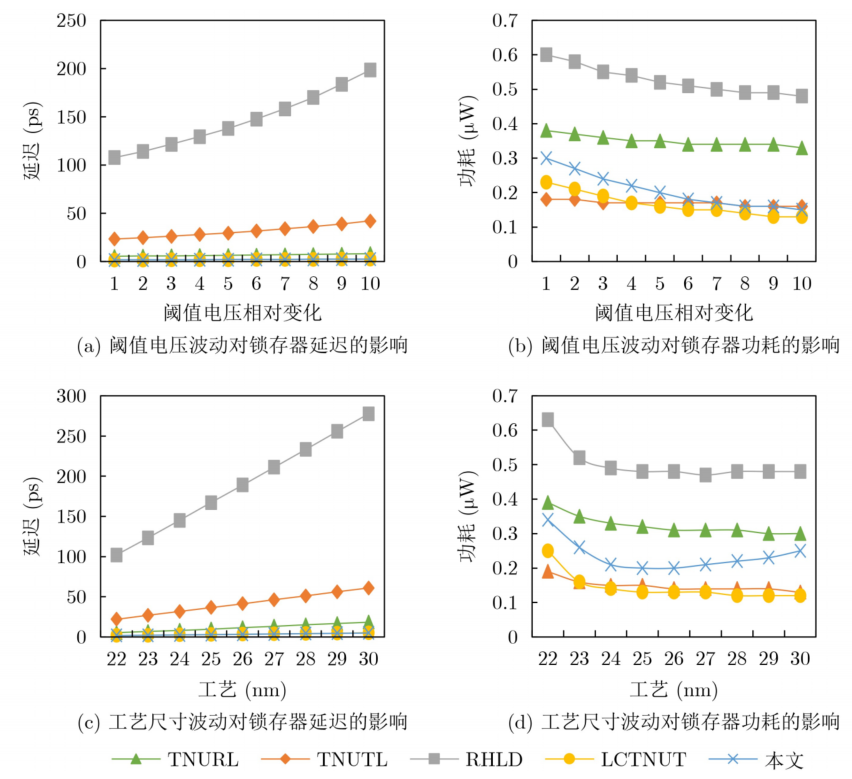 250
200
150
100
50
0
延迟 (ps)
1 2 3 4 5 6 7 8 9 10
阈值电压相对变化
(a) 阈值电压波动对锁存器延迟的影响
0.7
0.6
0.5
0.4
0.3
0.2
0.1
0
功耗 (μW)
1 2 3 4 5 6 7 8 9 10
阈值电压相对变化
(b) 阈值电压波动对锁存器功耗的影响
300
250
200
150
100
50
0
延迟 (ps)
22 23 24 25 26 27 28 29 30
工艺 (nm)
(c) 工艺尺寸波动对锁存器延迟的影响
0.7
0.6
0.5
0.4
0.3
0.2
0.1
0
功耗 (μW)
22 23 24 25 26 27 28 29 30
工艺 (nm)
(d) 工艺尺寸波动对锁存器功耗的影响
TNURL TNUTL RHLD LCTNUT 本文